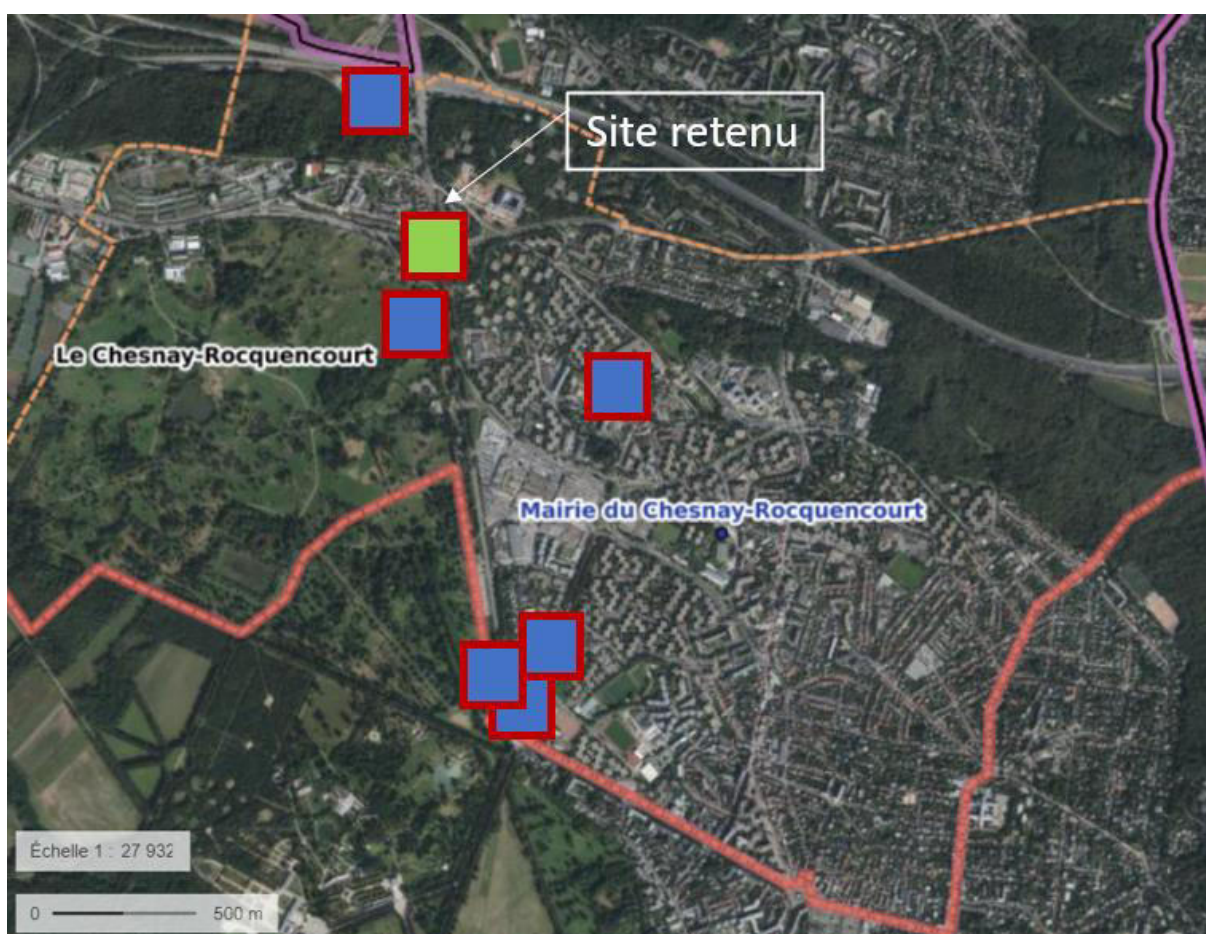 Site retenu
Le Chesnay-Rocquencourt
Mairie du Chesnay-Rocquencourt
Échelle 1 : 27 932
0 500 m